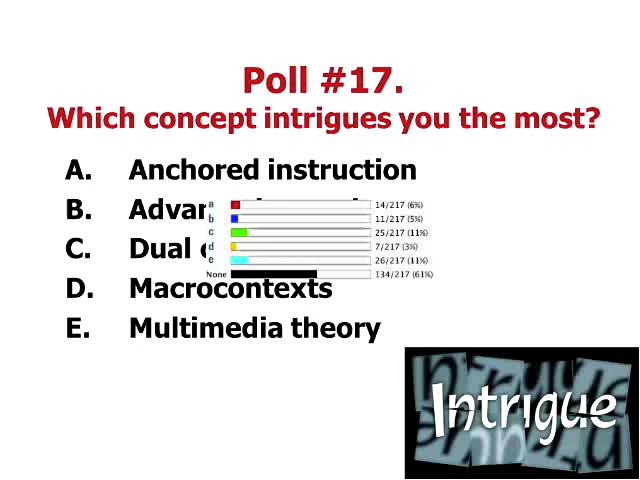 Poll #17.
Which concept intrigues you the most?
A. Anchored instruction
B.
C. Dual
D. Macrocontexts
E. Multimedia theory
a 14/217 (6%)
b 11/217 (5%)
c 25/217 (11%)
d 7/217 (3%)
e 26/217 (11%)
None 134/217 (61%)
Intrigue